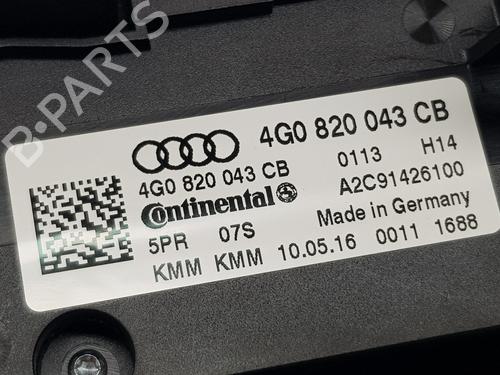 B-PARTS
4G0 820 043 CB
4G0 820 043 CB 0113 H14
Continental A2C91426100
5PR 07S Made in Germany
KMM KMM 10.05.16 0011 1688